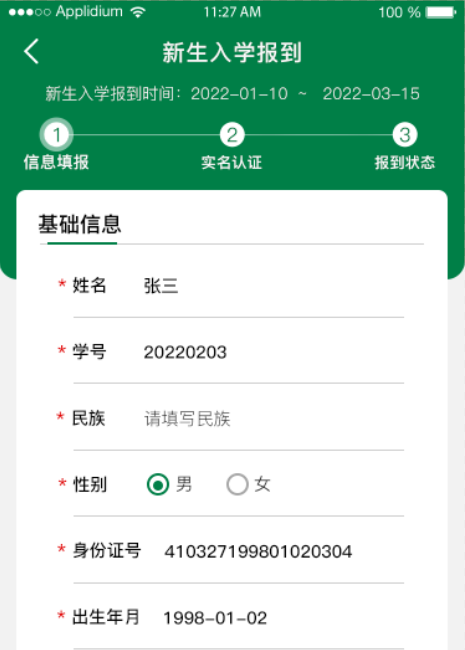 Applidium 11:27 AM 100 %
新生入学报到
新生入学报到时间：2022-01-10 ~ 2022-03-15
1 2 3
信息填报 实名认证 报到状态
基础信息
* 姓名 张三
* 学号 20220203
* 民族 请填写民族
* 性别 男 女
* 身份证号 410327199801020304
* 出生年月 1998-01-02